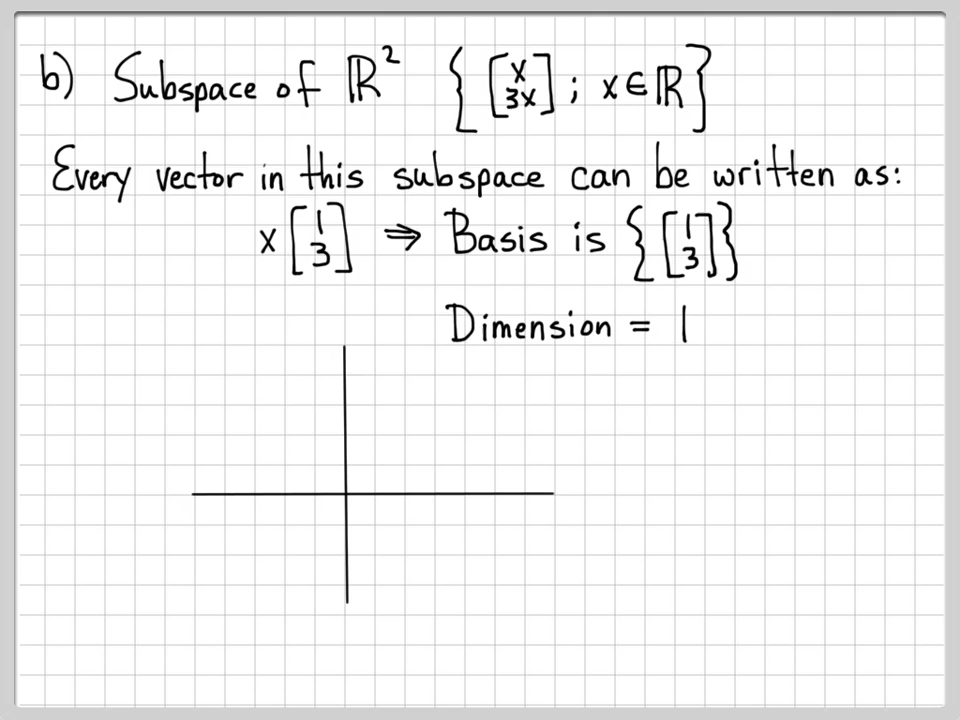 b) Subspace of ℝ² { [x 3x] ; x ∈ ℝ }
Every vector in this subspace can be written as:
x [1 3] ⇒ Basis is { [1 3] }
Dimension = 1